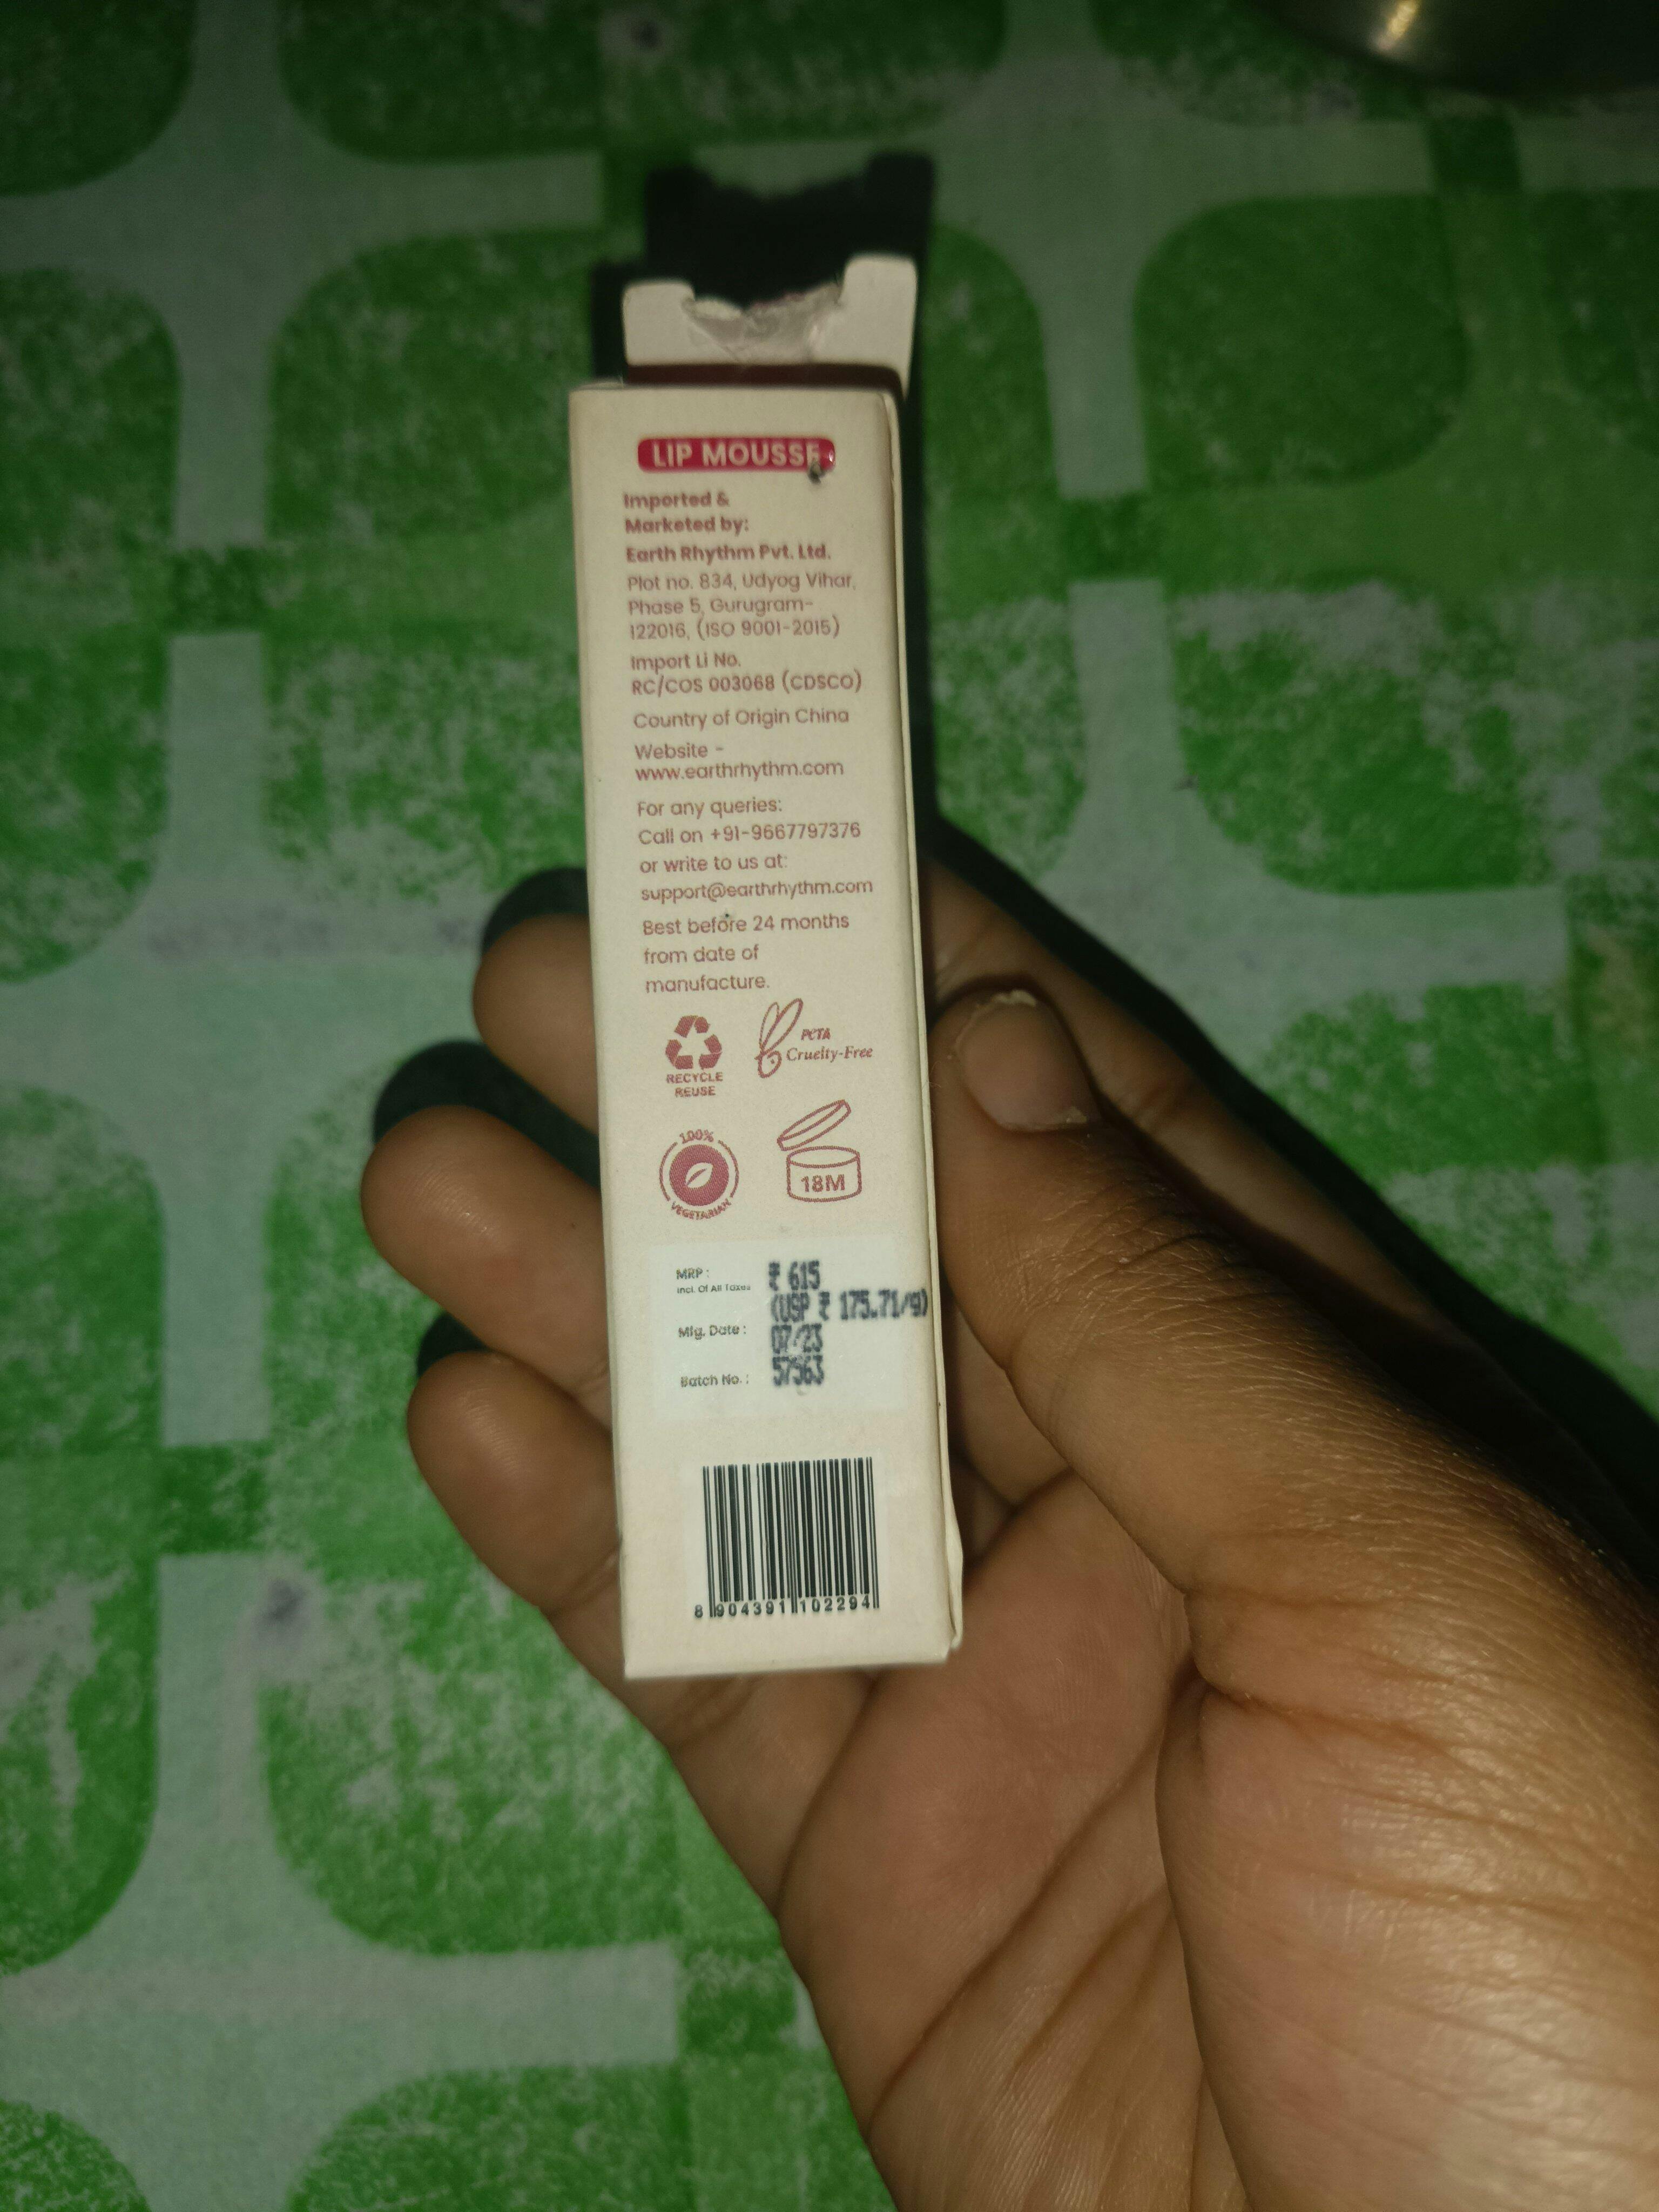 LIP MOUSSE
Imported &
Marketed by:
Earth Rhythm Pvt. Ltd.
Plot no. 834, Udyog Vihar,
Phase 5, Gurugram-
122016, (ISO 9001-2015)
Import Li No.
RC/COS 003068 (CDSCO)
Country of Origin China
Website -
www.earthrhythm.com
For any queries:
Call on +91-9667797376
or write to us at:
support@earthrhythm.com
Best before 24 months
from date of
manufacture.
RECYCLE
REUSE
PETA
Cruelty-Free
100%
VEGETARIAN
18M
MRP : ₹ 615
Incl. Of All Taxes
(USP ₹ 175.71/g)
Mfg. Date : 07/23
Batch No. : 57563
8 904391 102294